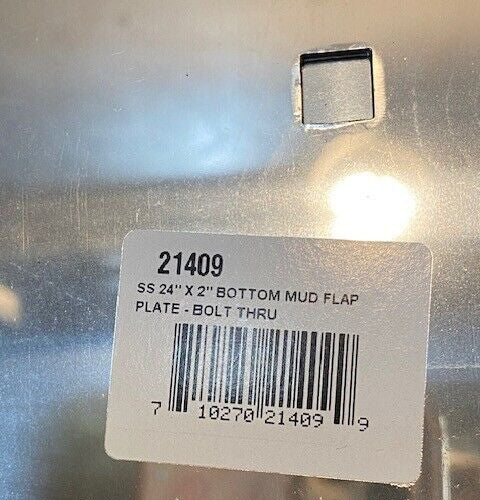 21409
SS 24" X 2" BOTTOM MUD FLAP
PLATE - BOLT THRU
7 10270 21409 9